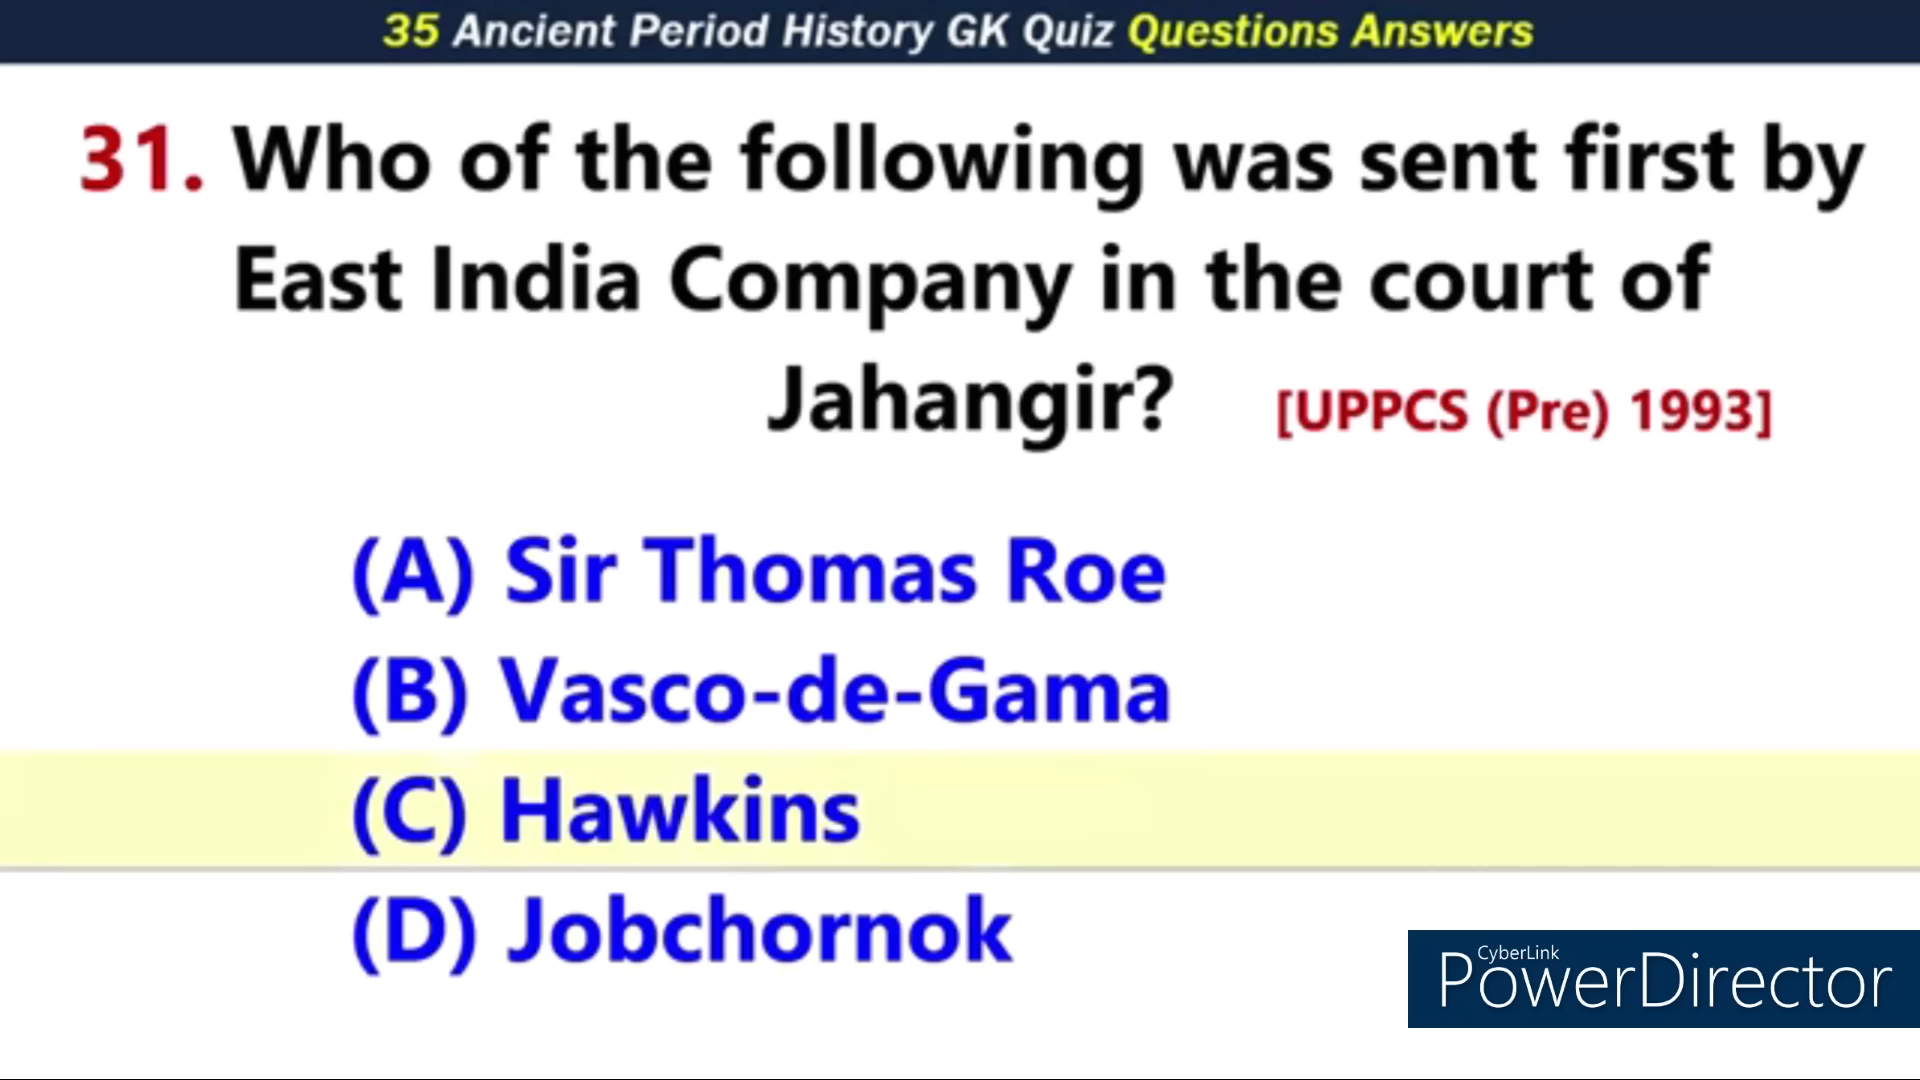 35 Ancient Period History GK Quiz Questions Answers
31. Who of the following was sent first by
East India Company in the court of
Jahangir? [UPPCS (Pre) 1993]
(A) Sir Thomas Roe
(B) Vasco-de-Gama
(C) Hawkins
(D) Jobchornok
CyberLink
PowerDirector